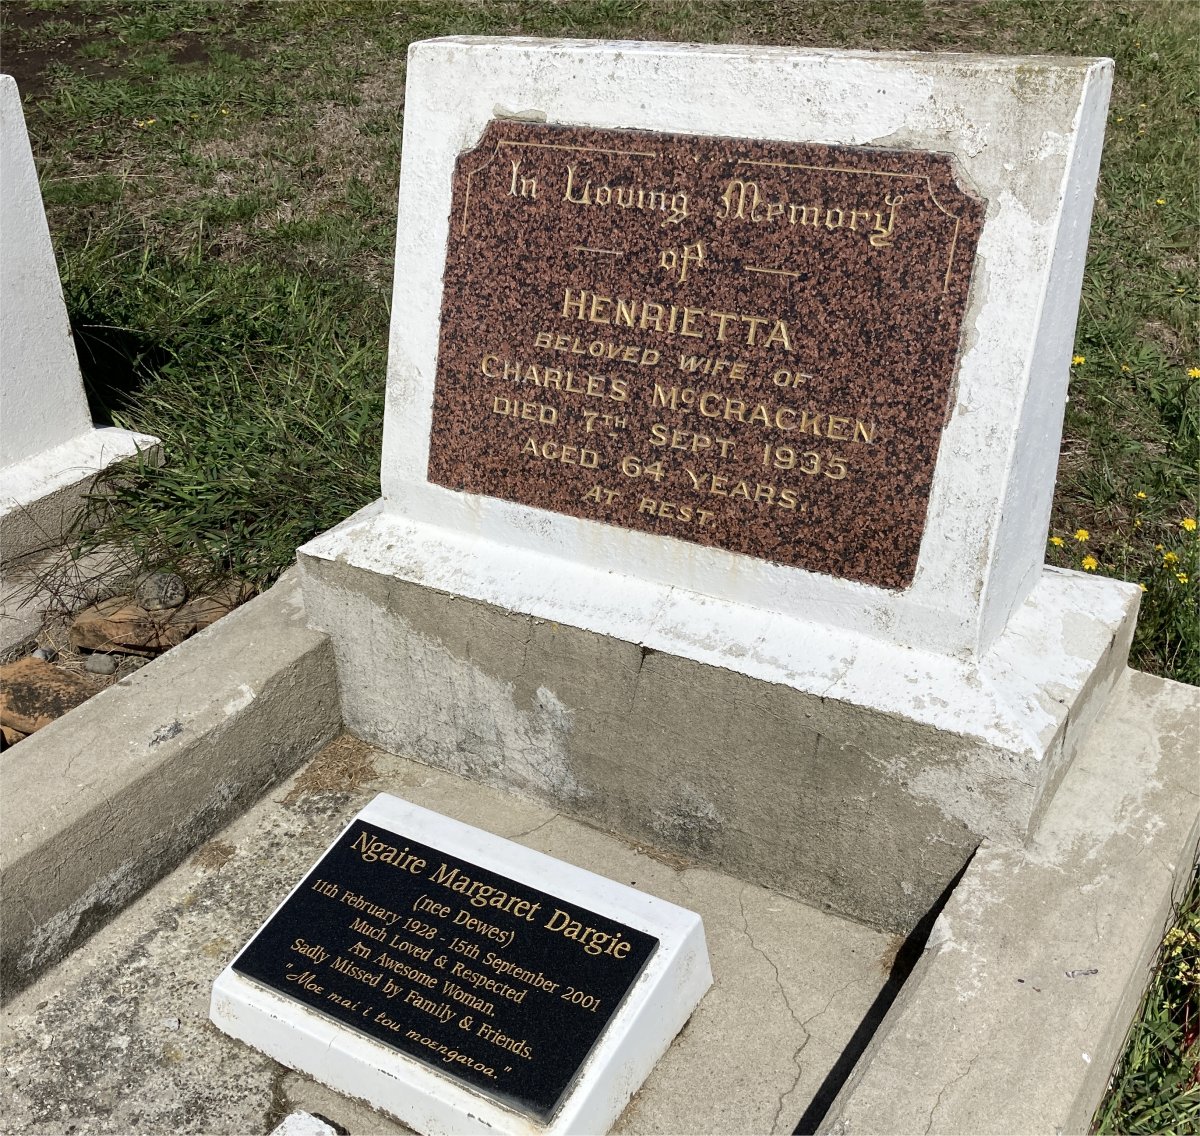 In Loving Memory
of
HENRIETTA
BELOVED WIFE OF
CHARLES McCRACKEN
DIED 7TH SEPT. 1935
AGED 64 YEARS.
AT REST.
Ngaire Margaret Dargie
(nee Dewes)
11th February 1928 - 15th September 2001
Much Loved & Respected
An Awesome Woman.
Sadly Missed by Family & Friends.
"Moe mai i tou moengaroa."